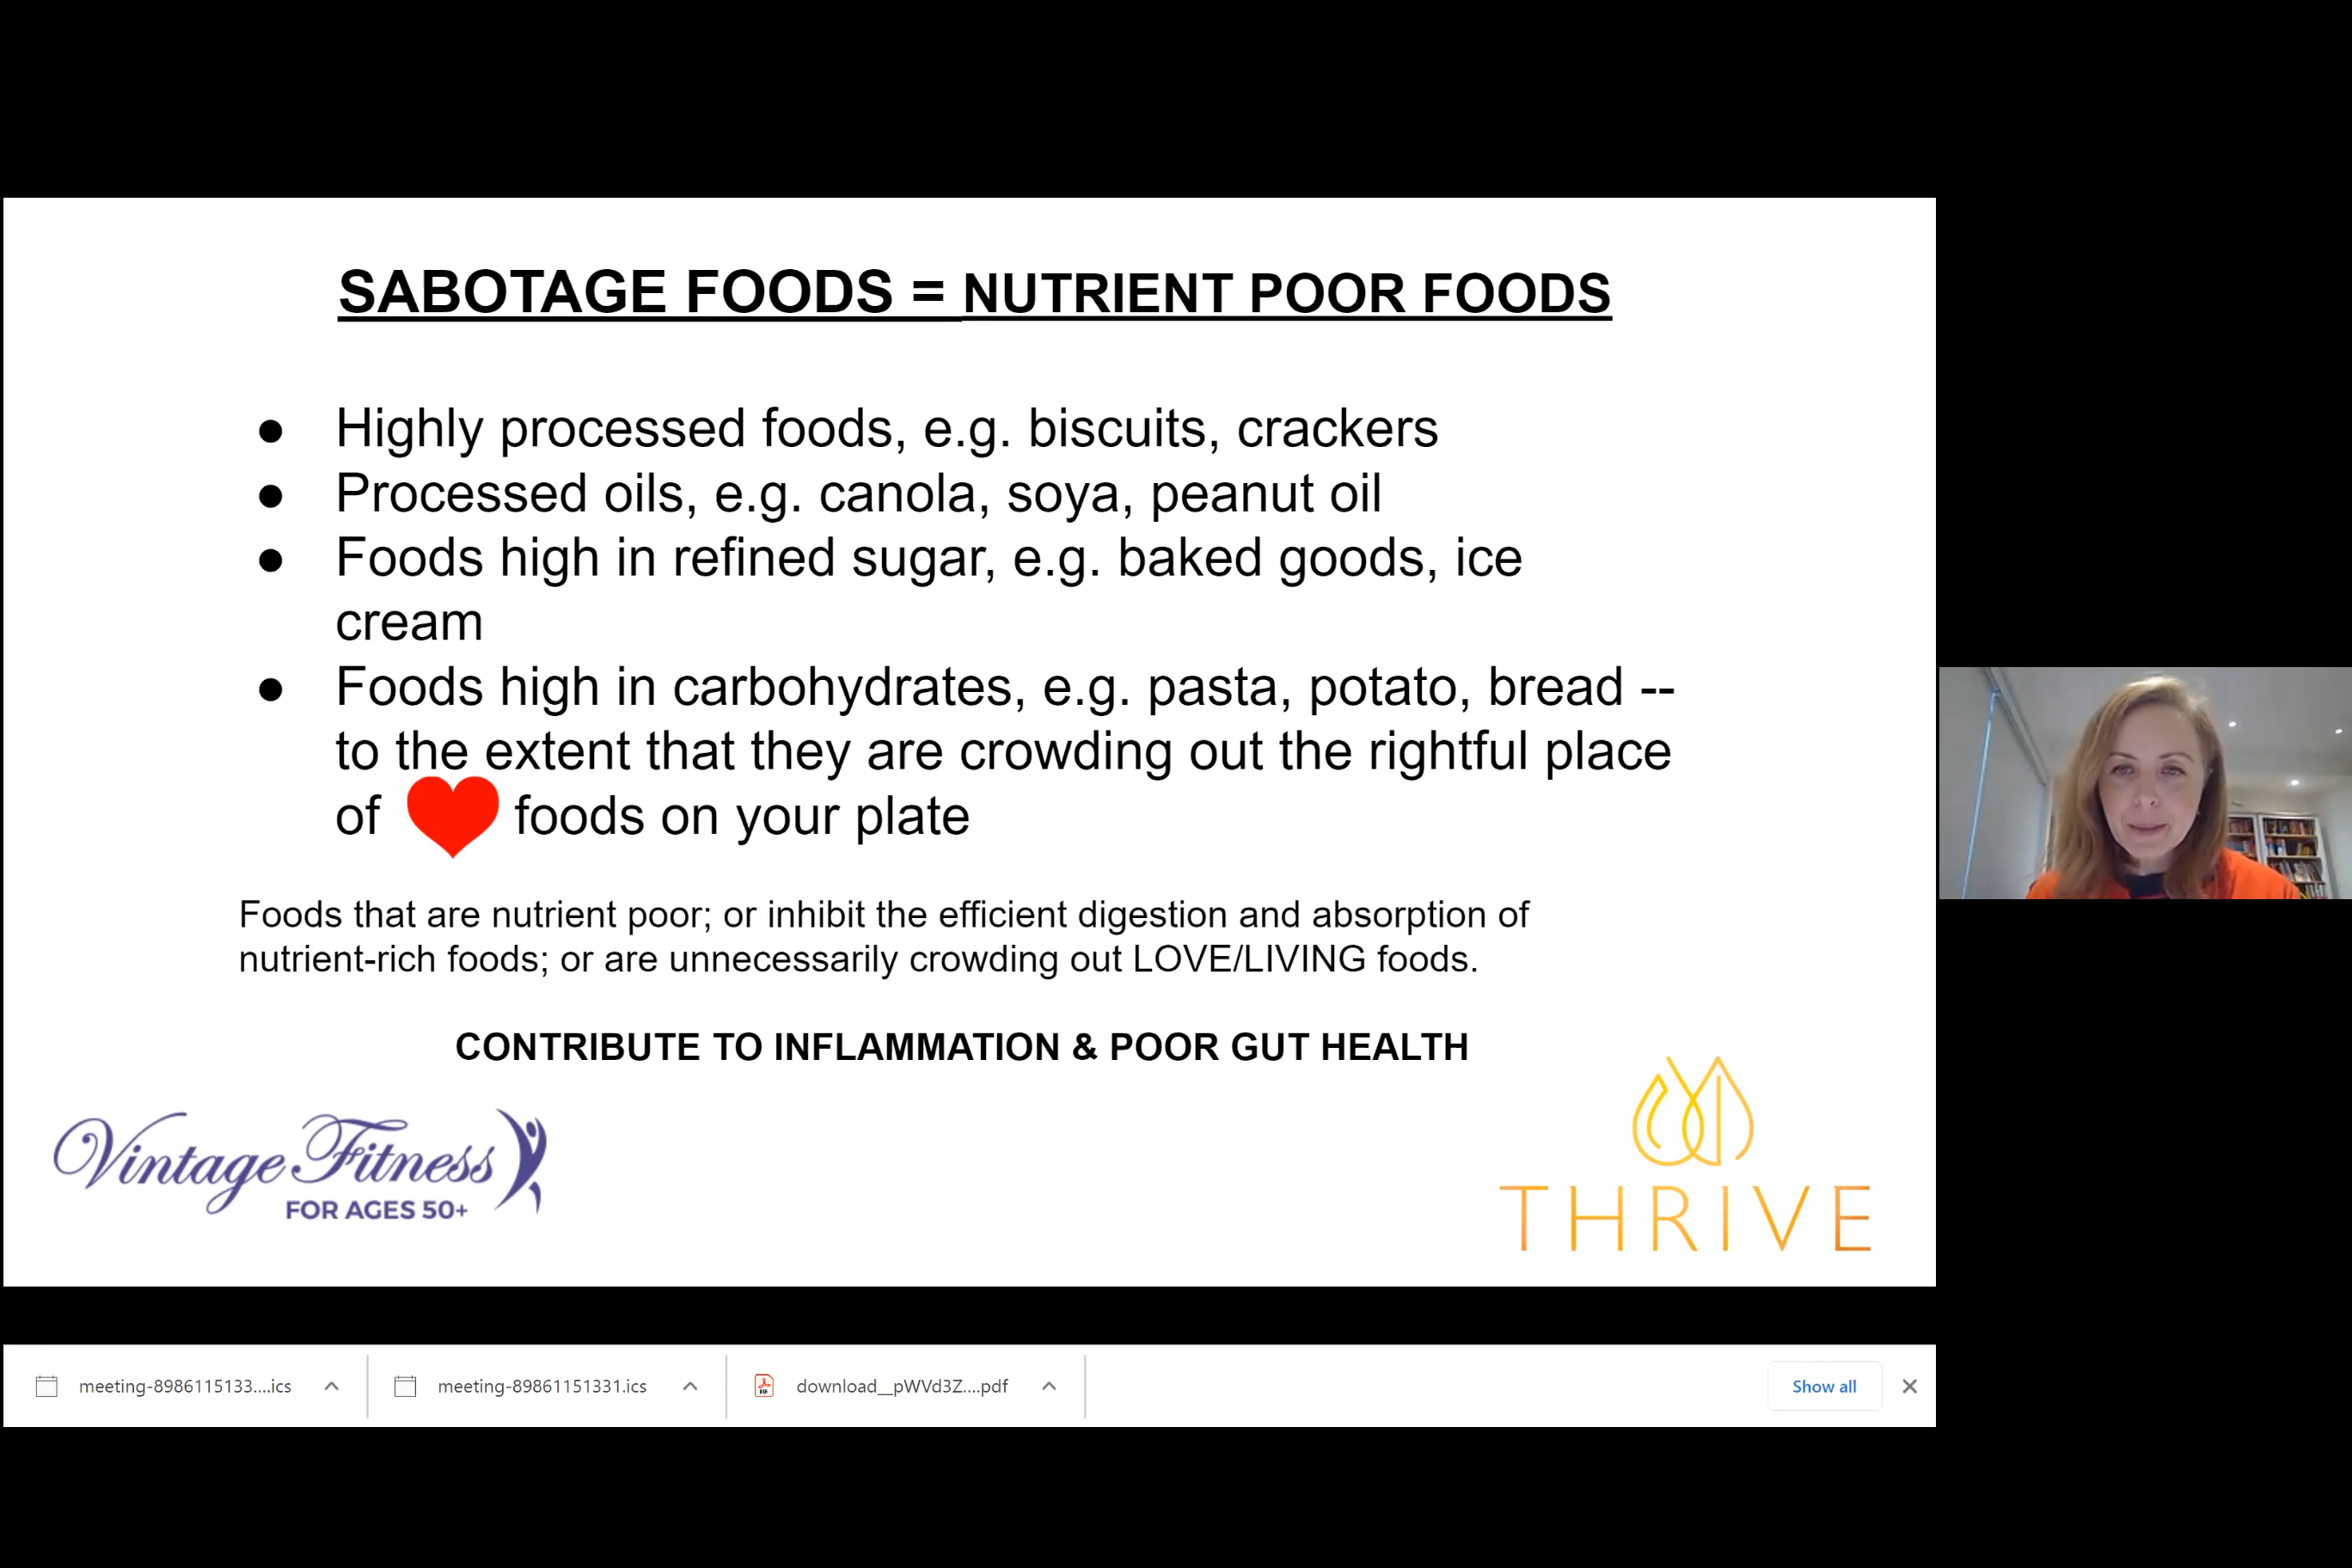 SABOTAGE FOODS = NUTRIENT POOR FOODS
● Highly processed foods, e.g. biscuits, crackers
● Processed oils, e.g. canola, soya, peanut oil
● Foods high in refined sugar, e.g. baked goods, ice
cream
● Foods high in carbohydrates, e.g. pasta, potato, bread --
to the extent that they are crowding out the rightful place
of ❤ foods on your plate
Foods that are nutrient poor; or inhibit the efficient digestion and absorption of
nutrient-rich foods; or are unnecessarily crowding out LOVE/LIVING foods.
CONTRIBUTE TO INFLAMMATION & POOR GUT HEALTH
Vintage Fitness
FOR AGES 50+
THRIVE
meeting-8986115133....ics
meeting-89861151331.ics
download__pWVd3Z....pdf
Show all